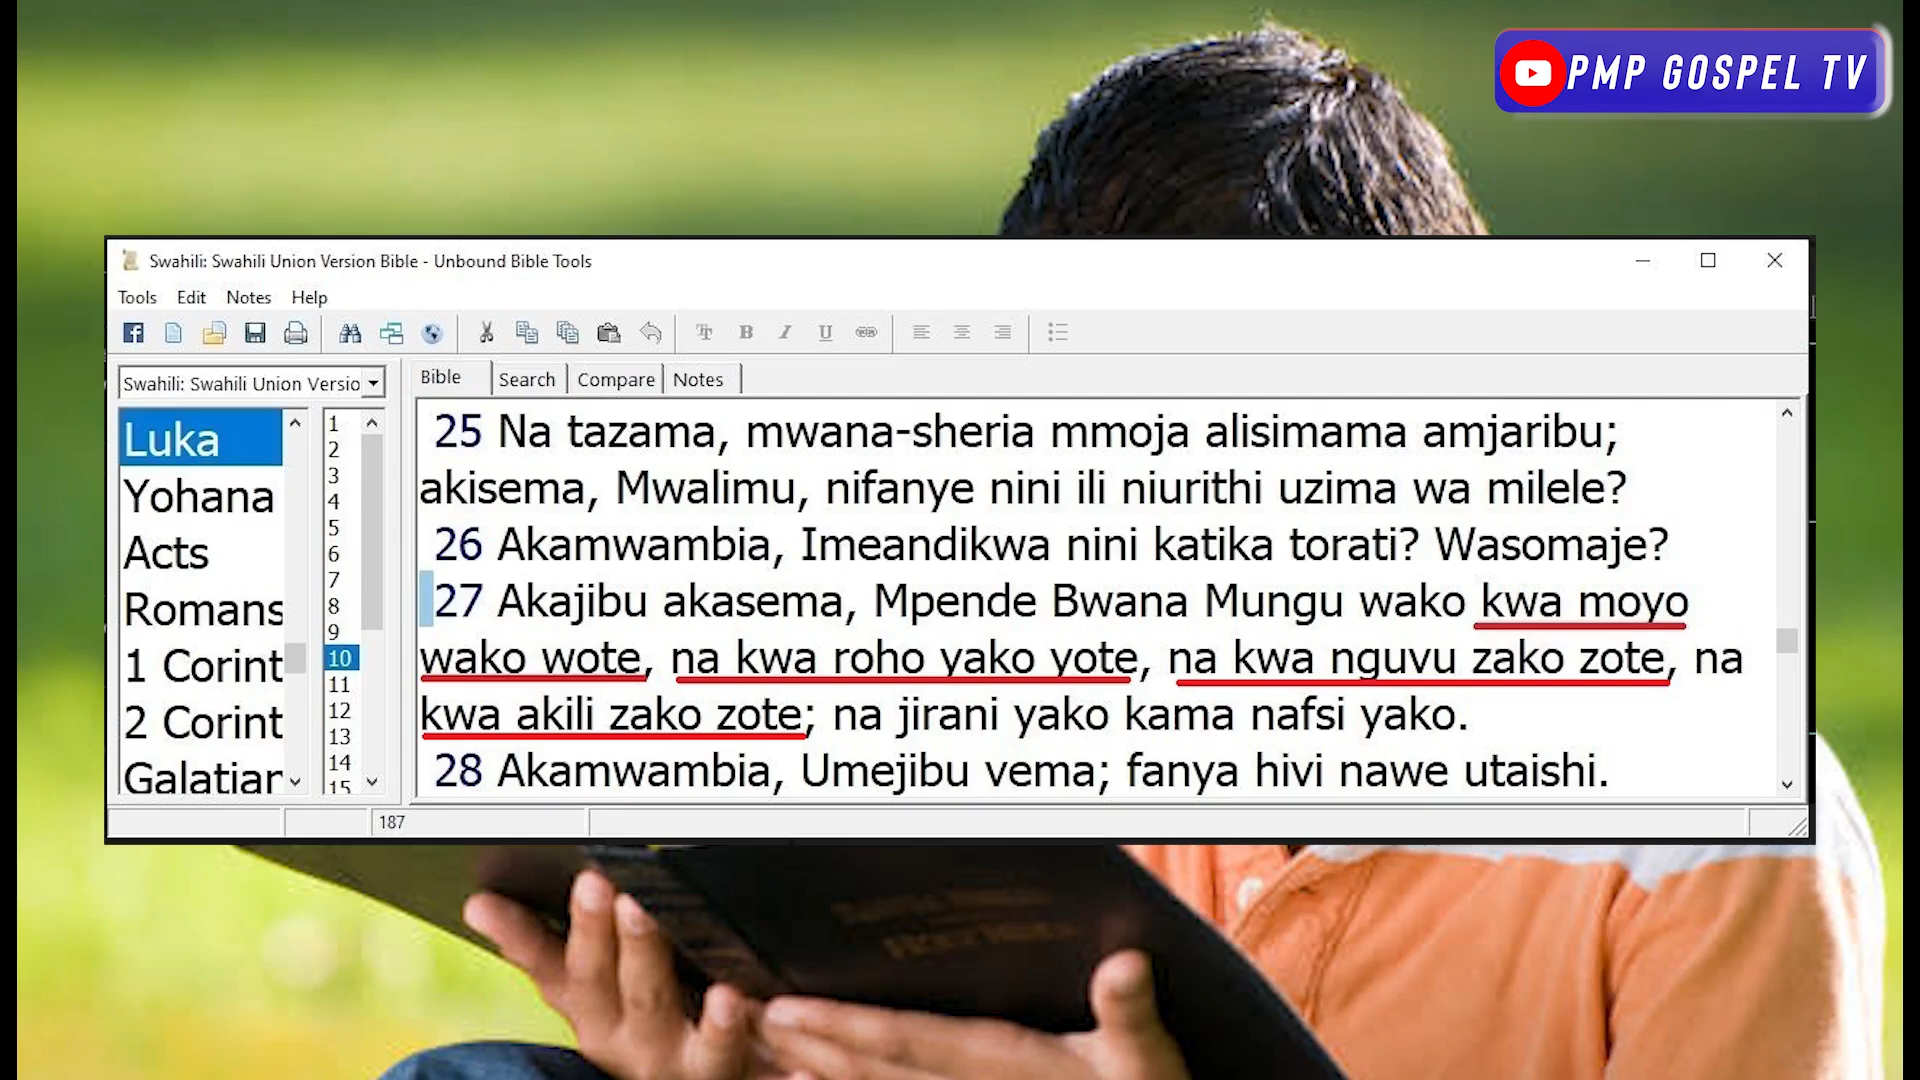 PMP GOSPEL TV
Swahili: Swahili Union Version Bible - Unbound Bible Tools
Tools Edit Notes Help
Swahili: Swahili Union Versio
Bible Search Compare Notes
Luka
Yohana
Acts
Romans
1 Corint
2 Corint
Galatian
1
2
3
4
5
6
7
8
9
10
11
12
13
14
15
25 Na tazama, mwana-sheria mmoja alisimama amjaribu;
akisema, Mwalimu, nifanye nini ili niurithi uzima wa milele?
26 Akamwambia, Imeandikwa nini katika torati? Wasomaje?
27 Akajibu akasema, Mpende Bwana Mungu wako kwa moyo
wako wote, na kwa roho yako yote, na kwa nguvu zako zote, na
kwa akili zako zote; na jirani yako kama nafsi yako.
28 Akamwambia, Umejibu vema; fanya hivi nawe utaishi.
187